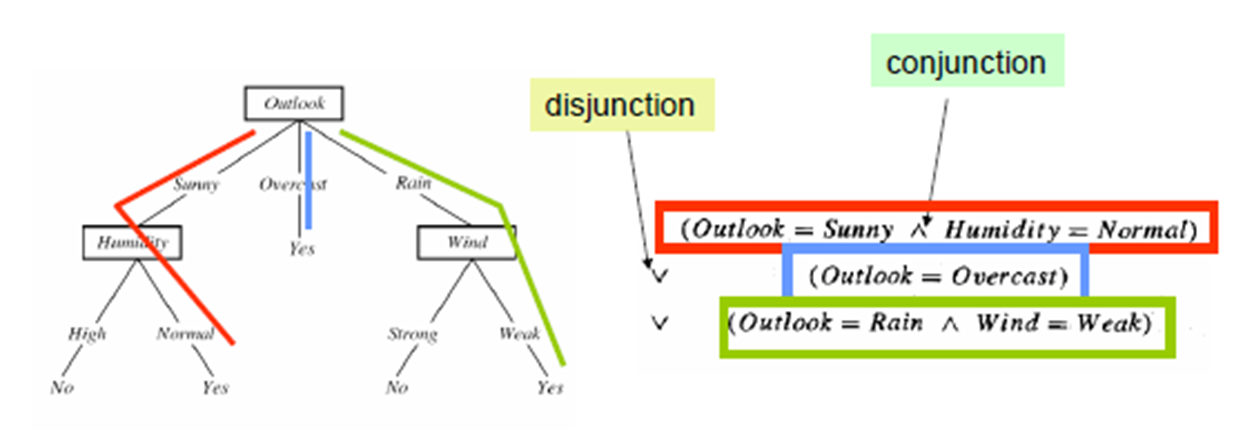 conjunction
disjunction
Outlook
Sunny Overcast Rain
Humidity Yes Wind
High Normal Strong Weak
No Yes No Yes
(Outlook = Sunny ∧ Humidity = Normal)
∨ (Outlook = Overcast)
∨ (Outlook = Rain ∧ Wind = Weak)